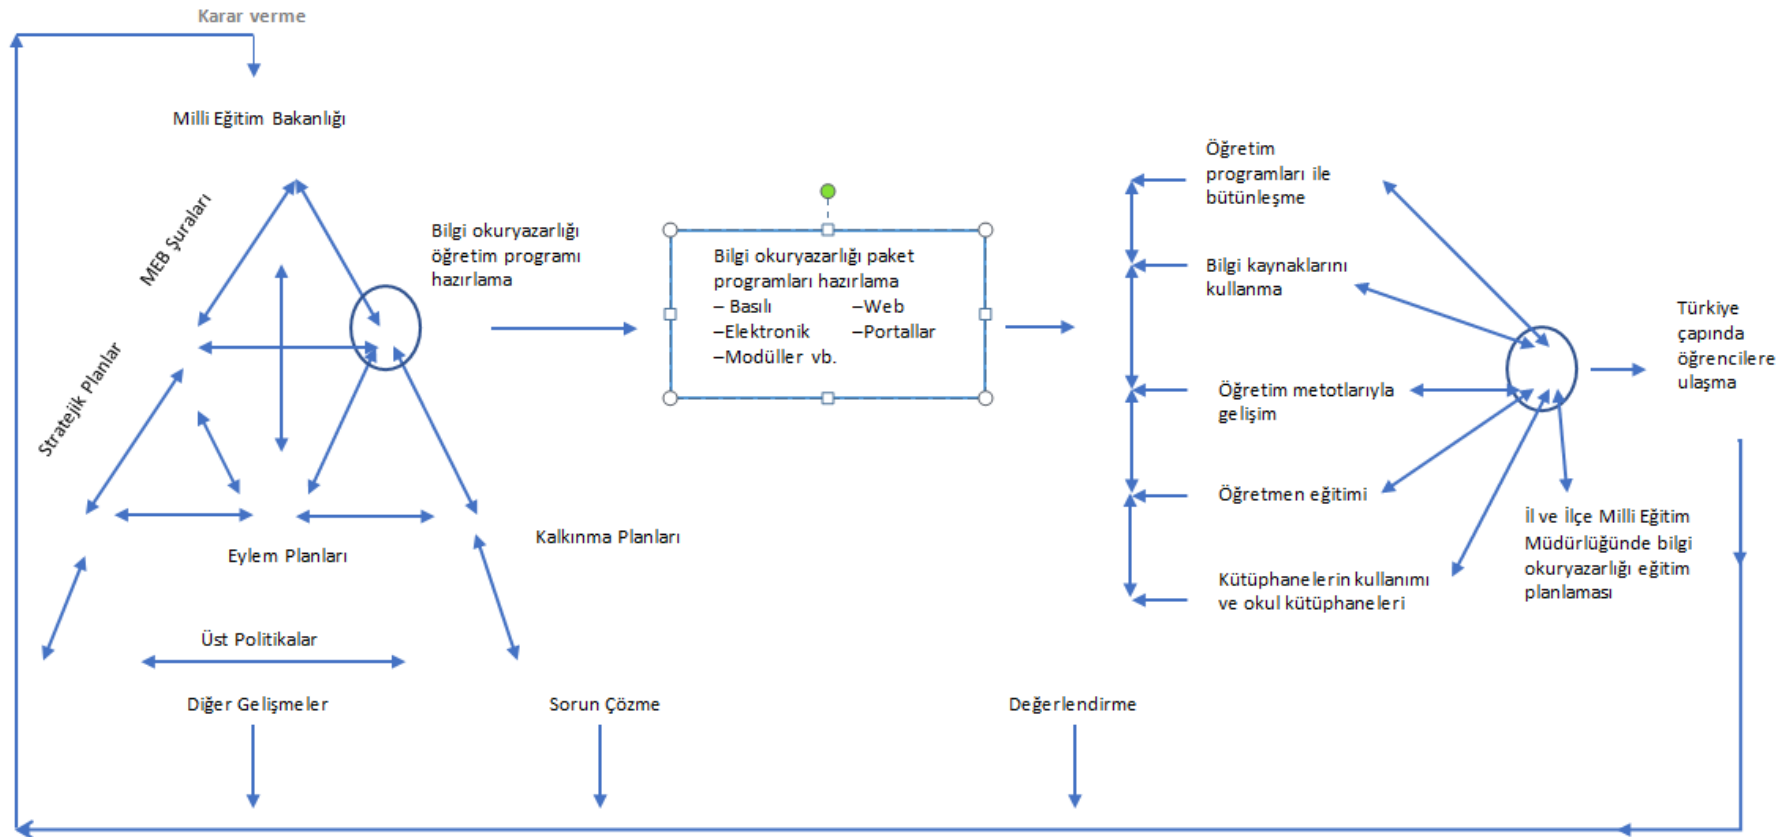 Karar verme
Milli Eğitim Bakanlığı
MEB Şuraları
Stratejik Planlar
Bilgi okuryazarlığı
öğretim programı
hazırlama
Bilgi okuryazarlığı paket
programları hazırlama
– Basılı –Web
–Elektronik –Portallar
–Modüller vb.
Öğretim
programları ile
bütünleşme
Bilgi kaynaklarını
kullanma
Öğretim metotlarıyla
gelişim
Öğretmen eğitimi
Kütüphanelerin kullanımı
ve okul kütüphaneleri
İl ve İlçe Milli Eğitim
Müdürlüğünde bilgi
okuryazarlığı eğitim
planlaması
Türkiye
çapında
öğrencilere
ulaşma
Eylem Planları
Kalkınma Planları
Üst Politikalar
Diğer Gelişmeler
Sorun Çözme
Değerlendirme